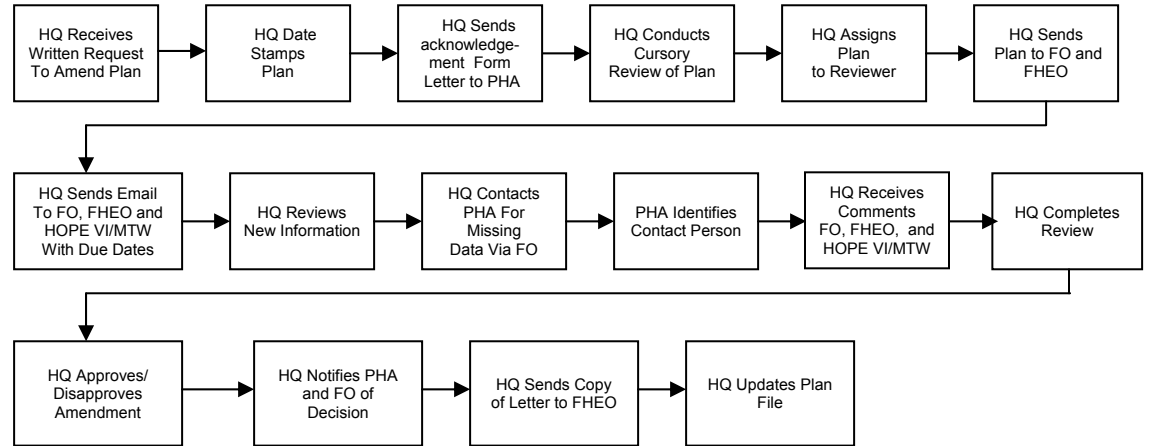 HQ Receives
Written Request
To Amend Plan
HQ Date
Stamps
Plan
HQ Sends
acknowledge-
ment Form
Letter to PHA
HQ Conducts
Cursory
Review of Plan
HQ Assigns
Plan
to Reviewer
HQ Sends
Plan to FO and
FHEO
HQ Sends Email
To FO, FHEO and
HOPE VI/MTW
With Due Dates
HQ Reviews
New Information
HQ Contacts
PHA For
Missing
Data Via FO
PHA Identifies
Contact Person
HQ Receives
Comments
FO, FHEO, and
HOPE VI/MTW
HQ Completes
Review
HQ Approves/
Disapproves
Amendment
HQ Notifies PHA
and FO of
Decision
HQ Sends Copy
of Letter to FHEO
HQ Updates Plan
File